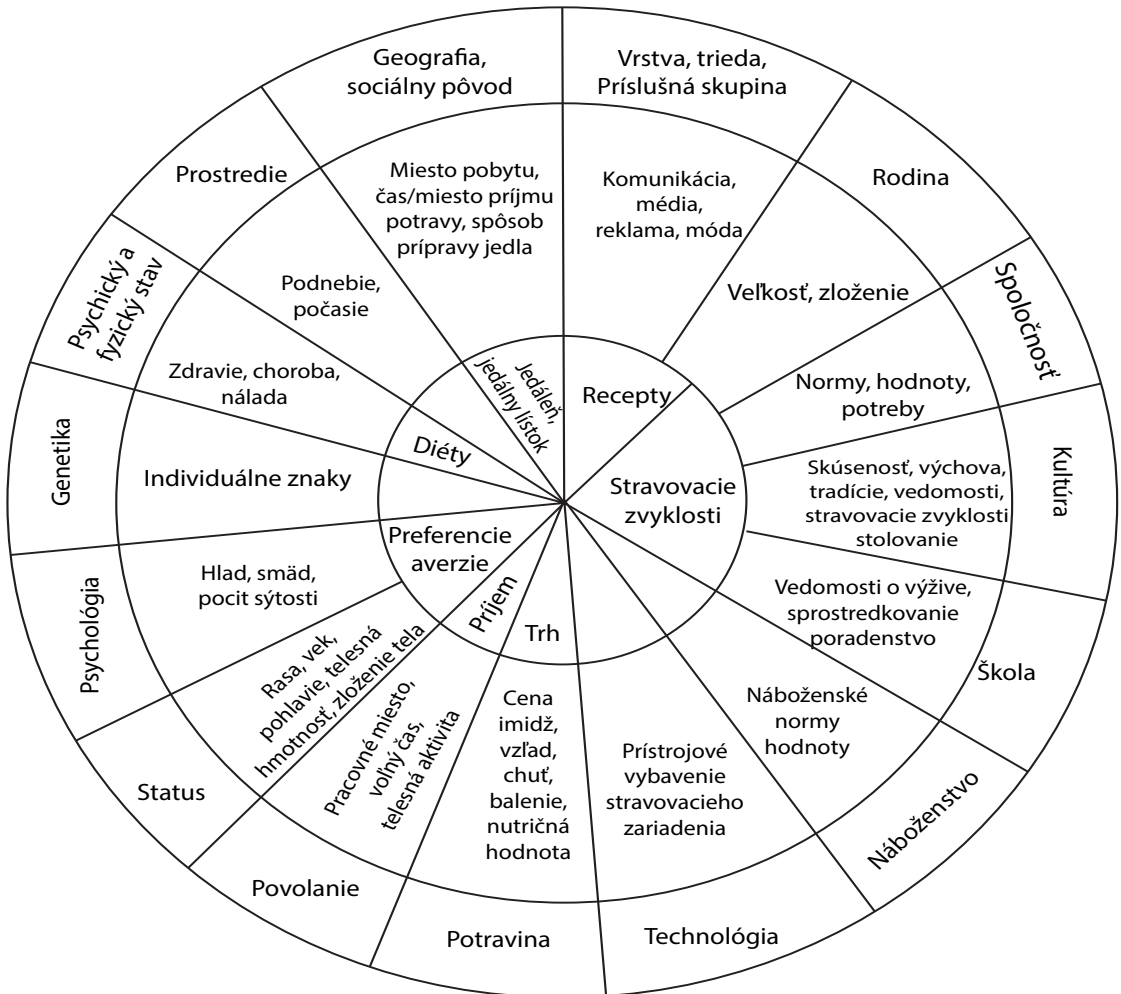 Geografia,
sociálny pôvod
Vrstva, trieda,
Príslušná skupina
Rodina
Spoločnosť
Kultúra
Škola
Náboženstvo
Technológia
Potravina
Povolanie
Status
Psychológia
Genetika
Psychický a
fyzický stav
Prostredie
Miesto pobytu,
čas/miesto príjmu
potravy, spôsob
prípravy jedla
Komunikácia,
média,
reklama, móda
Veľkosť, zloženie
Normy, hodnoty,
potreby
Skúsenosť, výchova,
tradície, vedomosti,
stravovacie zvyklosti
stolovanie
Vedomosti o výžive,
sprostredkovanie
poradenstvo
Náboženské
normy
hodnoty
Prístrojové
vybavenie
stravovacieho
zariadenia
Cena
imidž,
vzľad,
chuť,
balenie,
nutričná
hodnota
Pracovné miesto,
voľný čas,
telesná aktivita
Rasa, vek,
pohlavie, telesná
hmotnosť, zloženie tela
Hlad, smäd,
pocit sýtosti
Individuálne znaky
Zdravie, choroba,
nálada
Podnebie,
počasie
Jedáleň,
jedálny lístok
Recepty
Stravovacie
zvyklosti
Trh
Príjem
Preferencie
averzie
Diéty